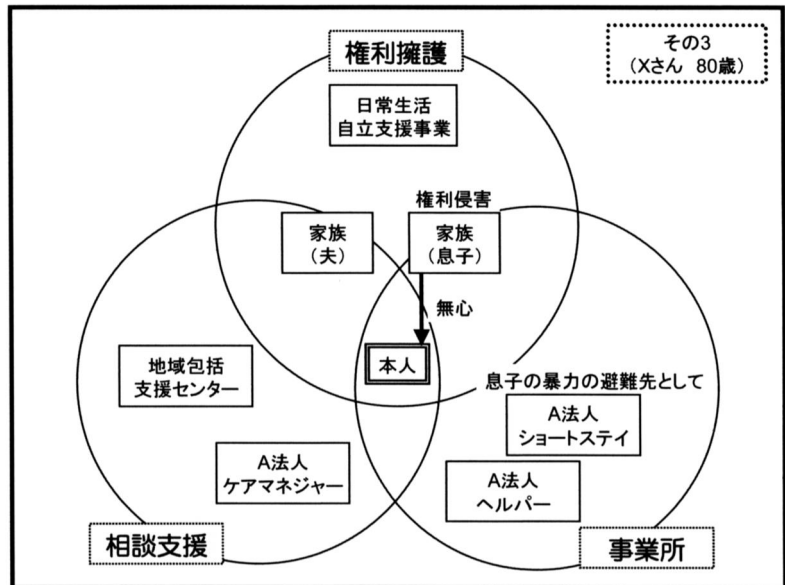 権利擁護
その3
(Xさん 80歳)
日常生活
自立支援事業
権利侵害
家族
(夫)
家族
(息子)
無心
本人
地域包括
支援センター
息子の暴力の避難先として
A法人
ショートステイ
A法人
ケアマネジャー
A法人
ヘルパー
相談支援
事業所